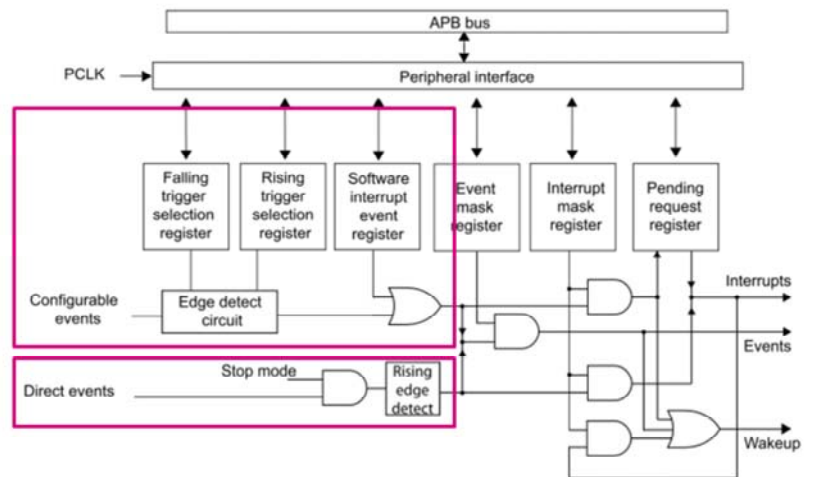 APB bus
PCLK
Peripheral interface
Falling
trigger
selection
register
Rising
trigger
selection
register
Software
interrupt
event
register
Event
mask
register
Interrupt
mask
register
Pending
request
register
Interrupts
Configurable
events
Edge detect
circuit
Events
Stop mode
Direct events
Rising
edge
detect
Wakeup